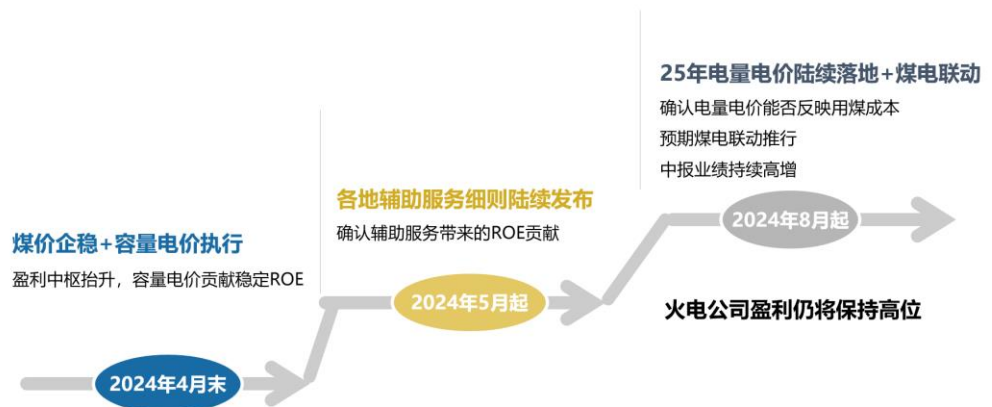 煤价企稳+容量电价执行
盈利中枢抬升，容量电价贡献稳定ROE
2024年4月末
各地辅助服务细则陆续发布
确认辅助服务带来的ROE贡献
2024年5月起
25年电量电价陆续落地+煤电联动
确认电量电价能否反映用煤成本
预期煤电联动推行
中报业绩持续高增
2024年8月起
火电公司盈利仍将保持高位